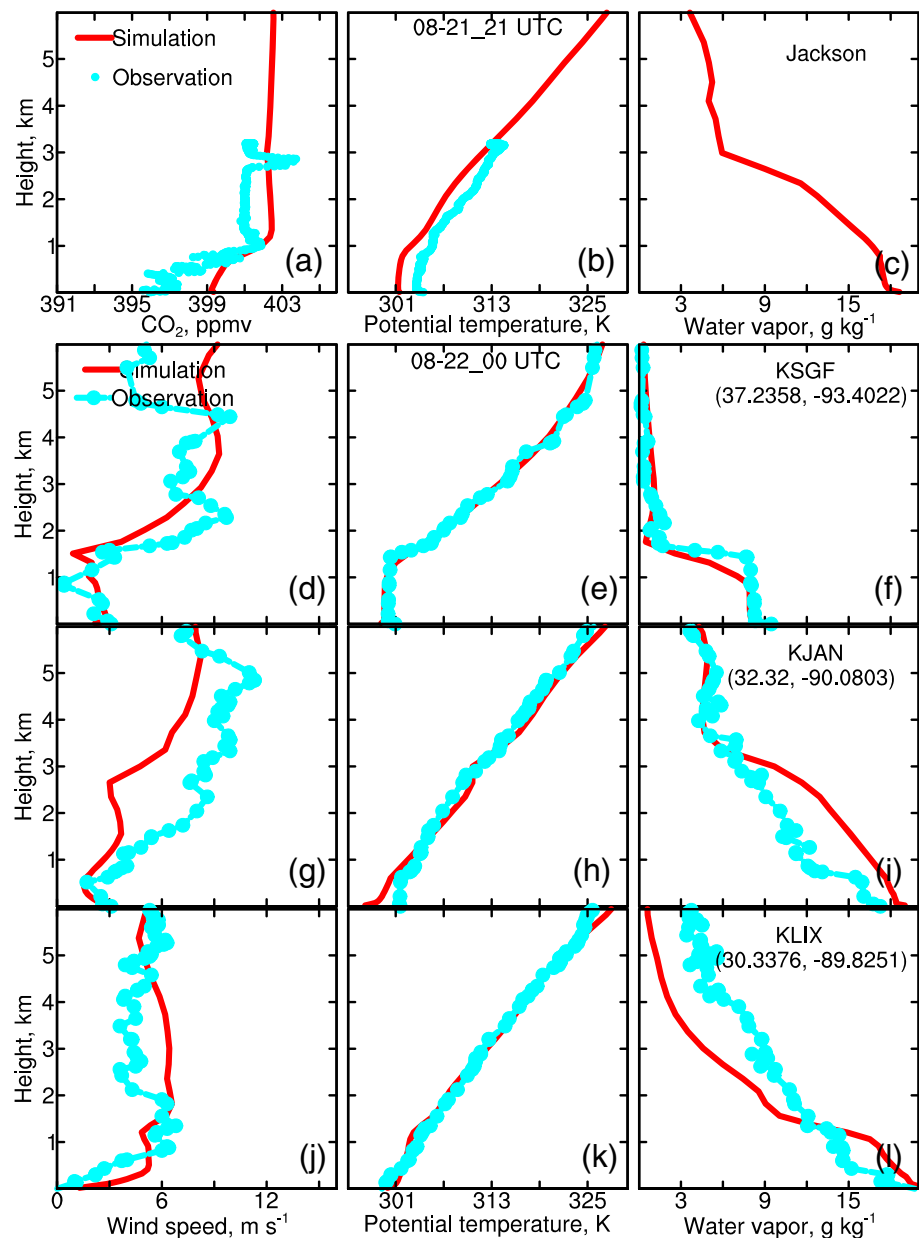 Simulation
Observation
08-21_21 UTC
Jackson
Height, km
5
4
3
2
1
(a)
(b)
(c)
391 395 399 403
301 313 325
3 9 15
CO₂, ppmv
Potential temperature, K
Water vapor, g kg⁻¹
Simulation
Observation
08-22_00 UTC
KSGF
(37.2358, -93.4022)
Height, km
5
4
3
2
1
(d)
(e)
(f)
KJAN
(32.32, -90.0803)
Height, km
5
4
3
2
1
(g)
(h)
(i)
KLIX
(30.3376, -89.8251)
Height, km
5
4
3
2
1
(j)
(k)
(l)
0 6 12
301 313 325
3 9 15
Wind speed, m s⁻¹
Potential temperature, K
Water vapor, g kg⁻¹